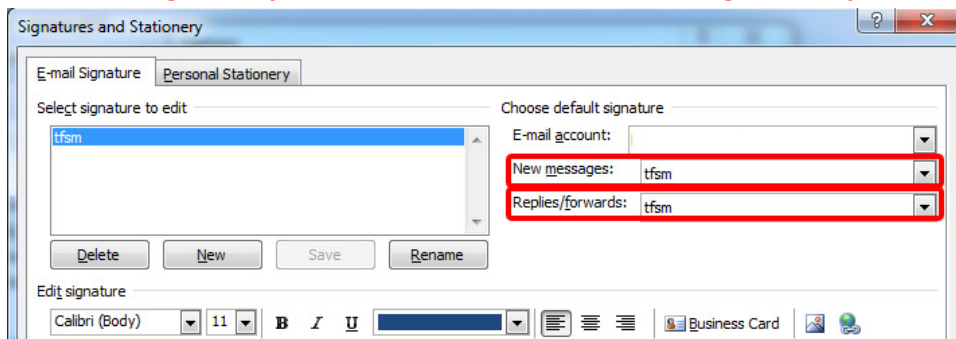 Signatures and Stationery
E-mail Signature
Personal Stationery
Select signature to edit
Choose default signature
tfsm
E-mail account:
New messages:
tfsm
Replies/forwards:
tfsm
Delete
New
Save
Rename
Edit signature
Calibri (Body)
11
B
I
U
Business Card